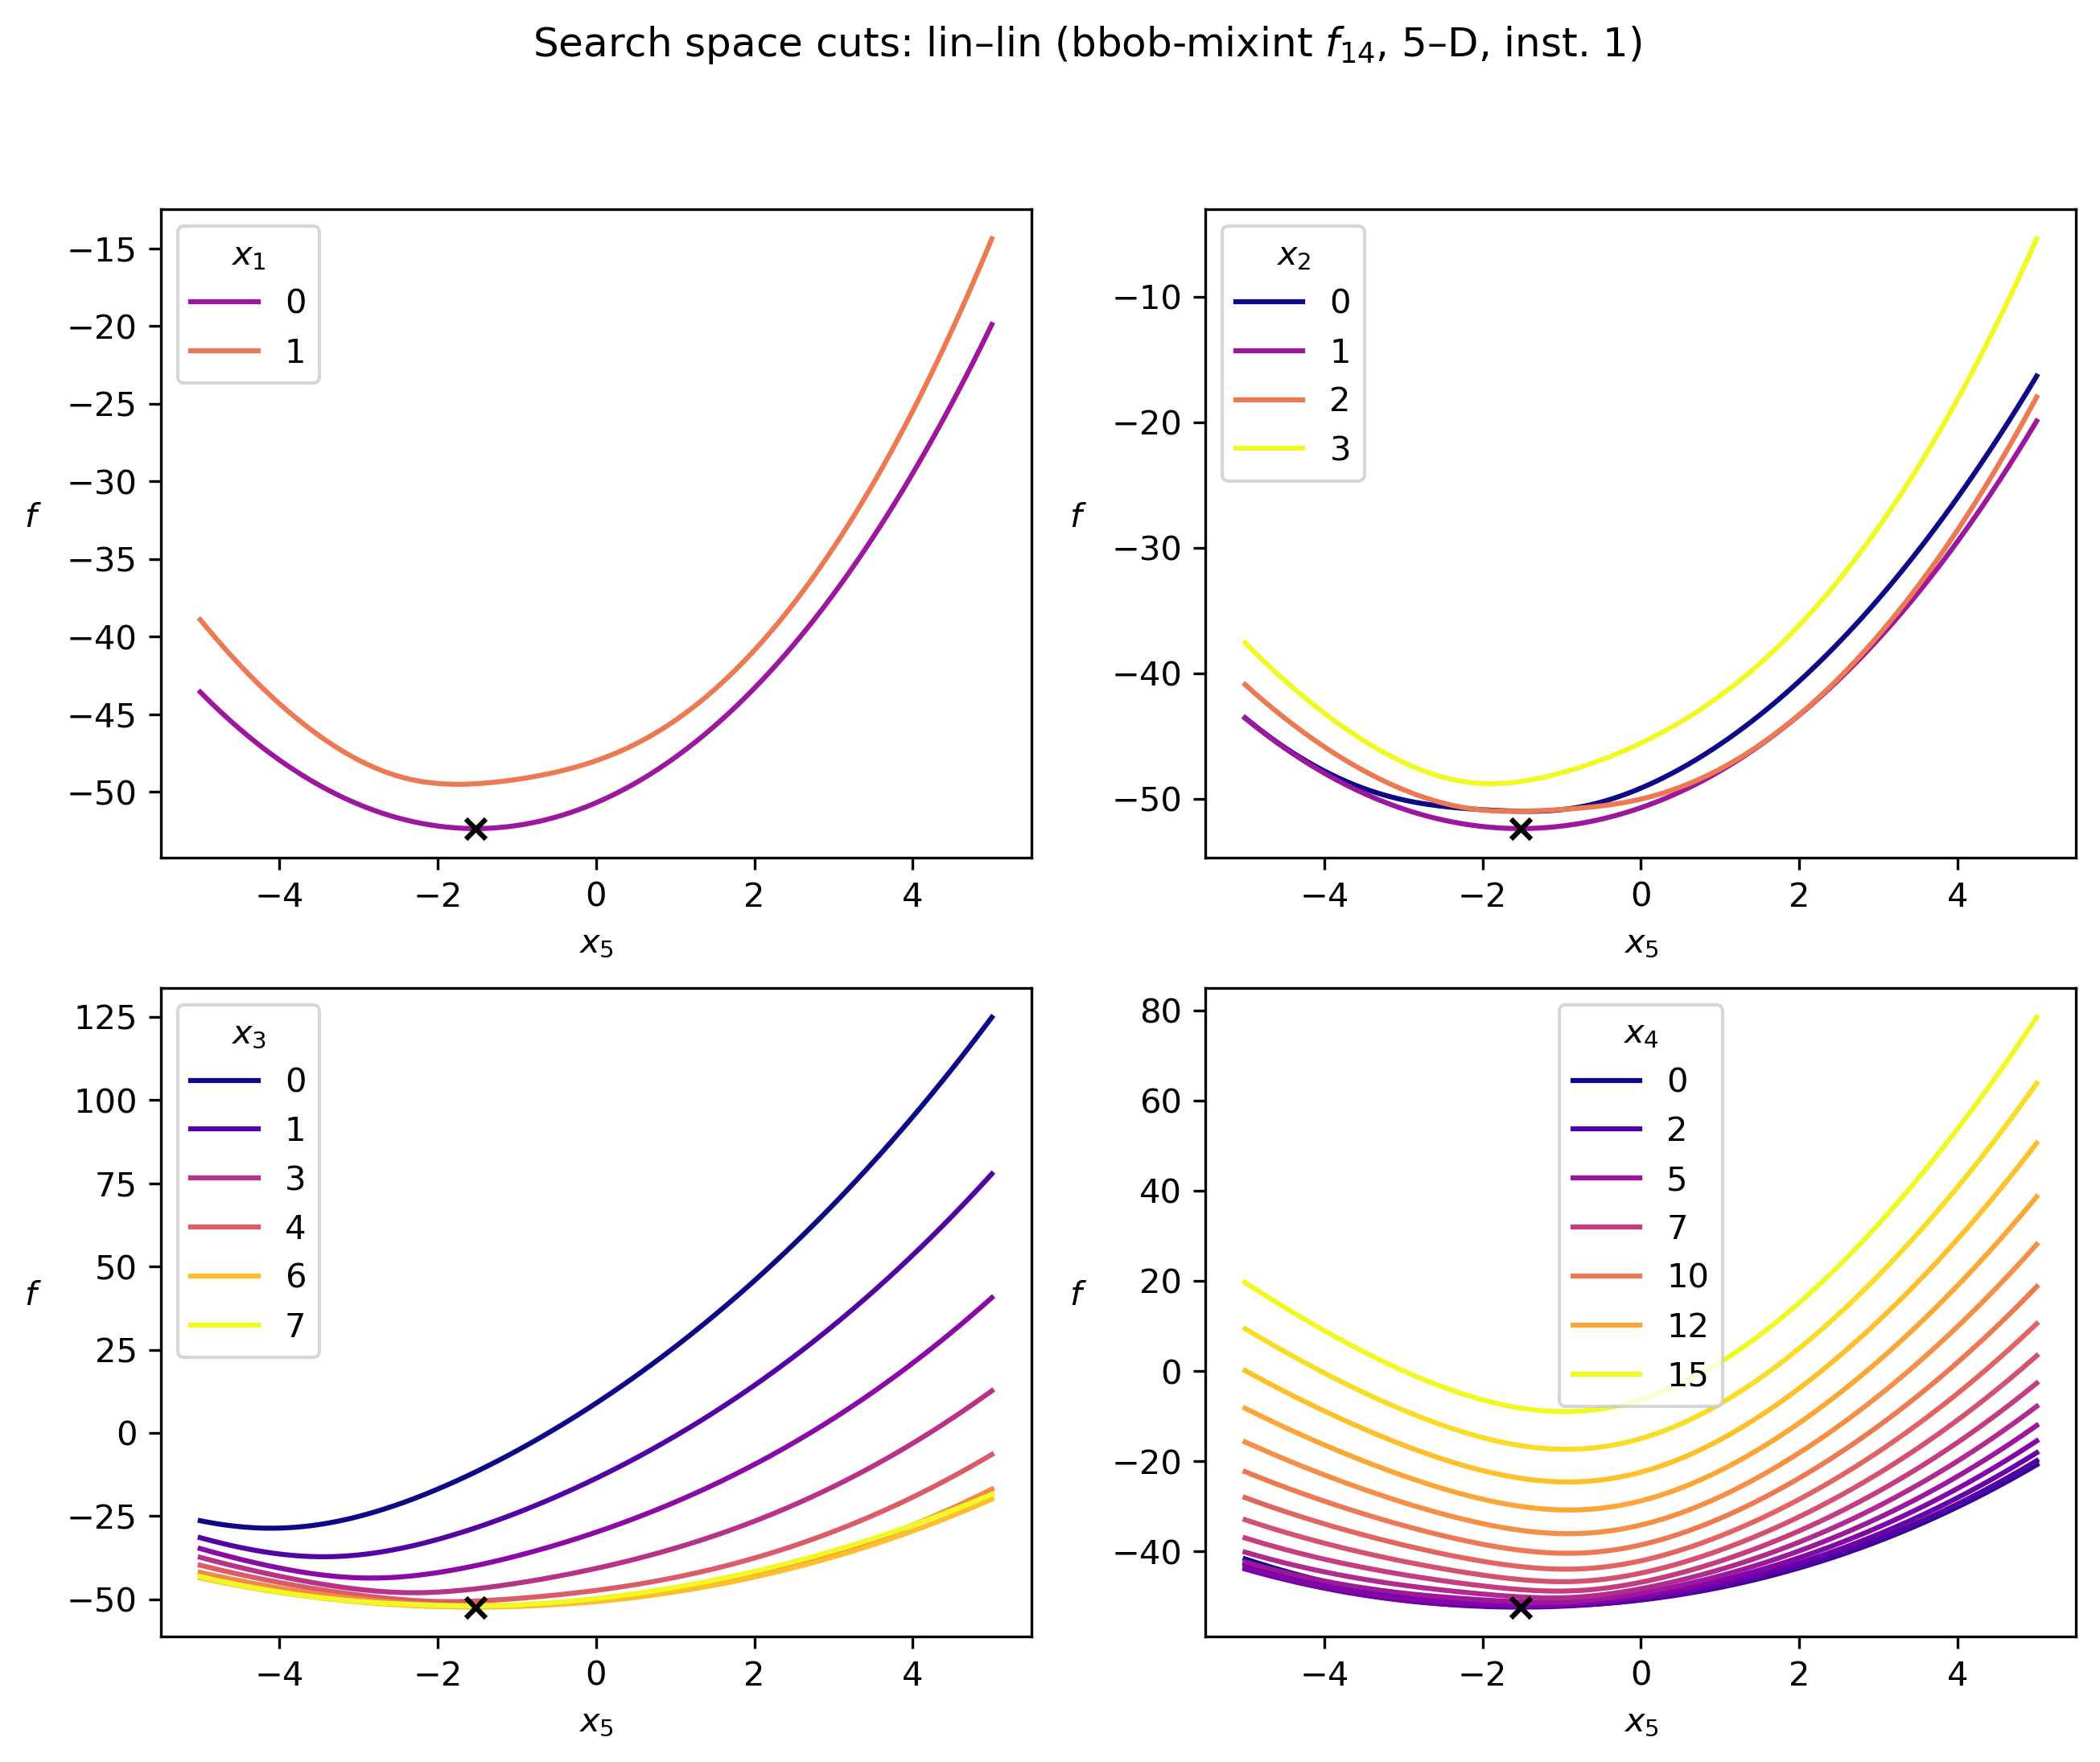 Search space cuts: lin–lin (bbob-mixint f14, 5–D, inst. 1)
x1
0
1
−15
−20
−25
−30
−35
−40
−45
−50
f
−4 −2 0 2 4
x5
x2
0
1
2
3
−10
−20
−30
−40
−50
f
−4 −2 0 2 4
x5
x3
0
1
3
4
6
7
125
100
75
50
25
0
−25
−50
f
−4 −2 0 2 4
x5
x4
0
2
5
7
10
12
15
80
60
40
20
0
−20
−40
f
−4 −2 0 2 4
x5